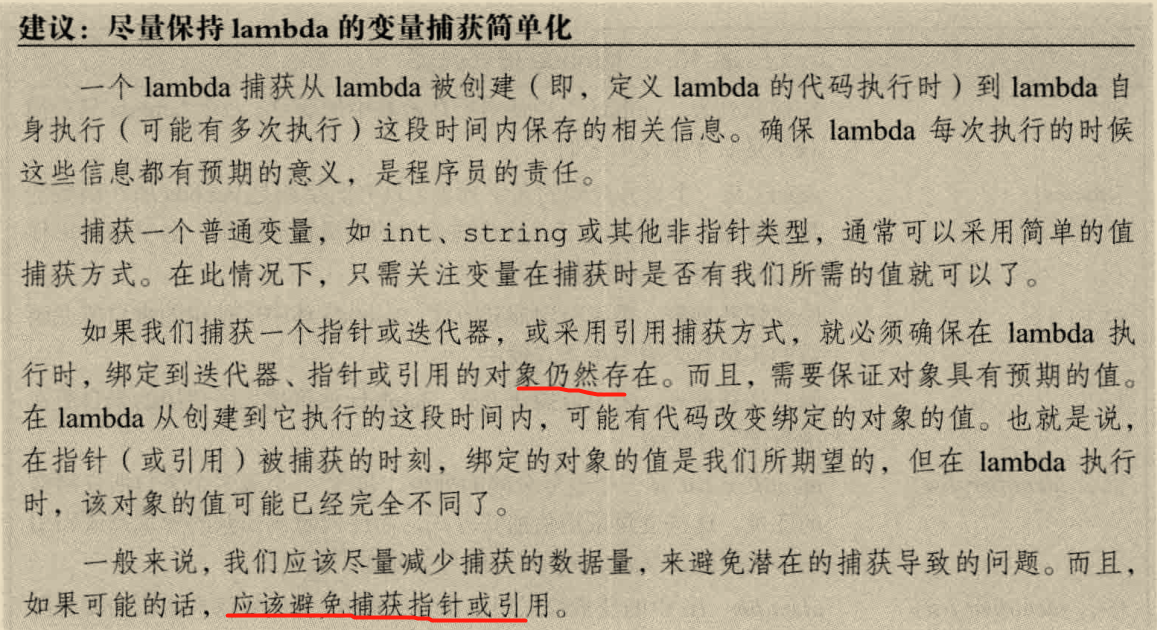 建议：尽量保持 lambda 的变量捕获简单化
一个 lambda 捕获从 lambda 被创建（即，定义 lambda 的代码执行时）到 lambda 自
身执行（可能有多次执行）这段时间内保存的相关信息。确保 lambda 每次执行的时候
这些信息都有预期的意义，是程序员的责任。
捕获一个普通变量，如 int、string 或其他非指针类型，通常可以采用简单的值
捕获方式。在此情况下，只需关注变量在捕获时是否有我们所需的值就可以了。
如果我们捕获一个指针或迭代器，或采用引用捕获方式，就必须确保在 lambda 执
行时，绑定到迭代器、指针或引用的对象仍然存在。而且，需要保证对象具有预期的值。
在 lambda 从创建到它执行的这段时间内，可能有代码改变绑定的对象的值。也就是说，
在指针（或引用）被捕获的时刻，绑定的对象的值是我们所期望的，但在 lambda 执行
时，该对象的值可能已经完全不同了。
一般来说，我们应该尽量减少捕获的数据量，来避免潜在的捕获导致的问题。而且，
如果可能的话，应该避免捕获指针或引用。